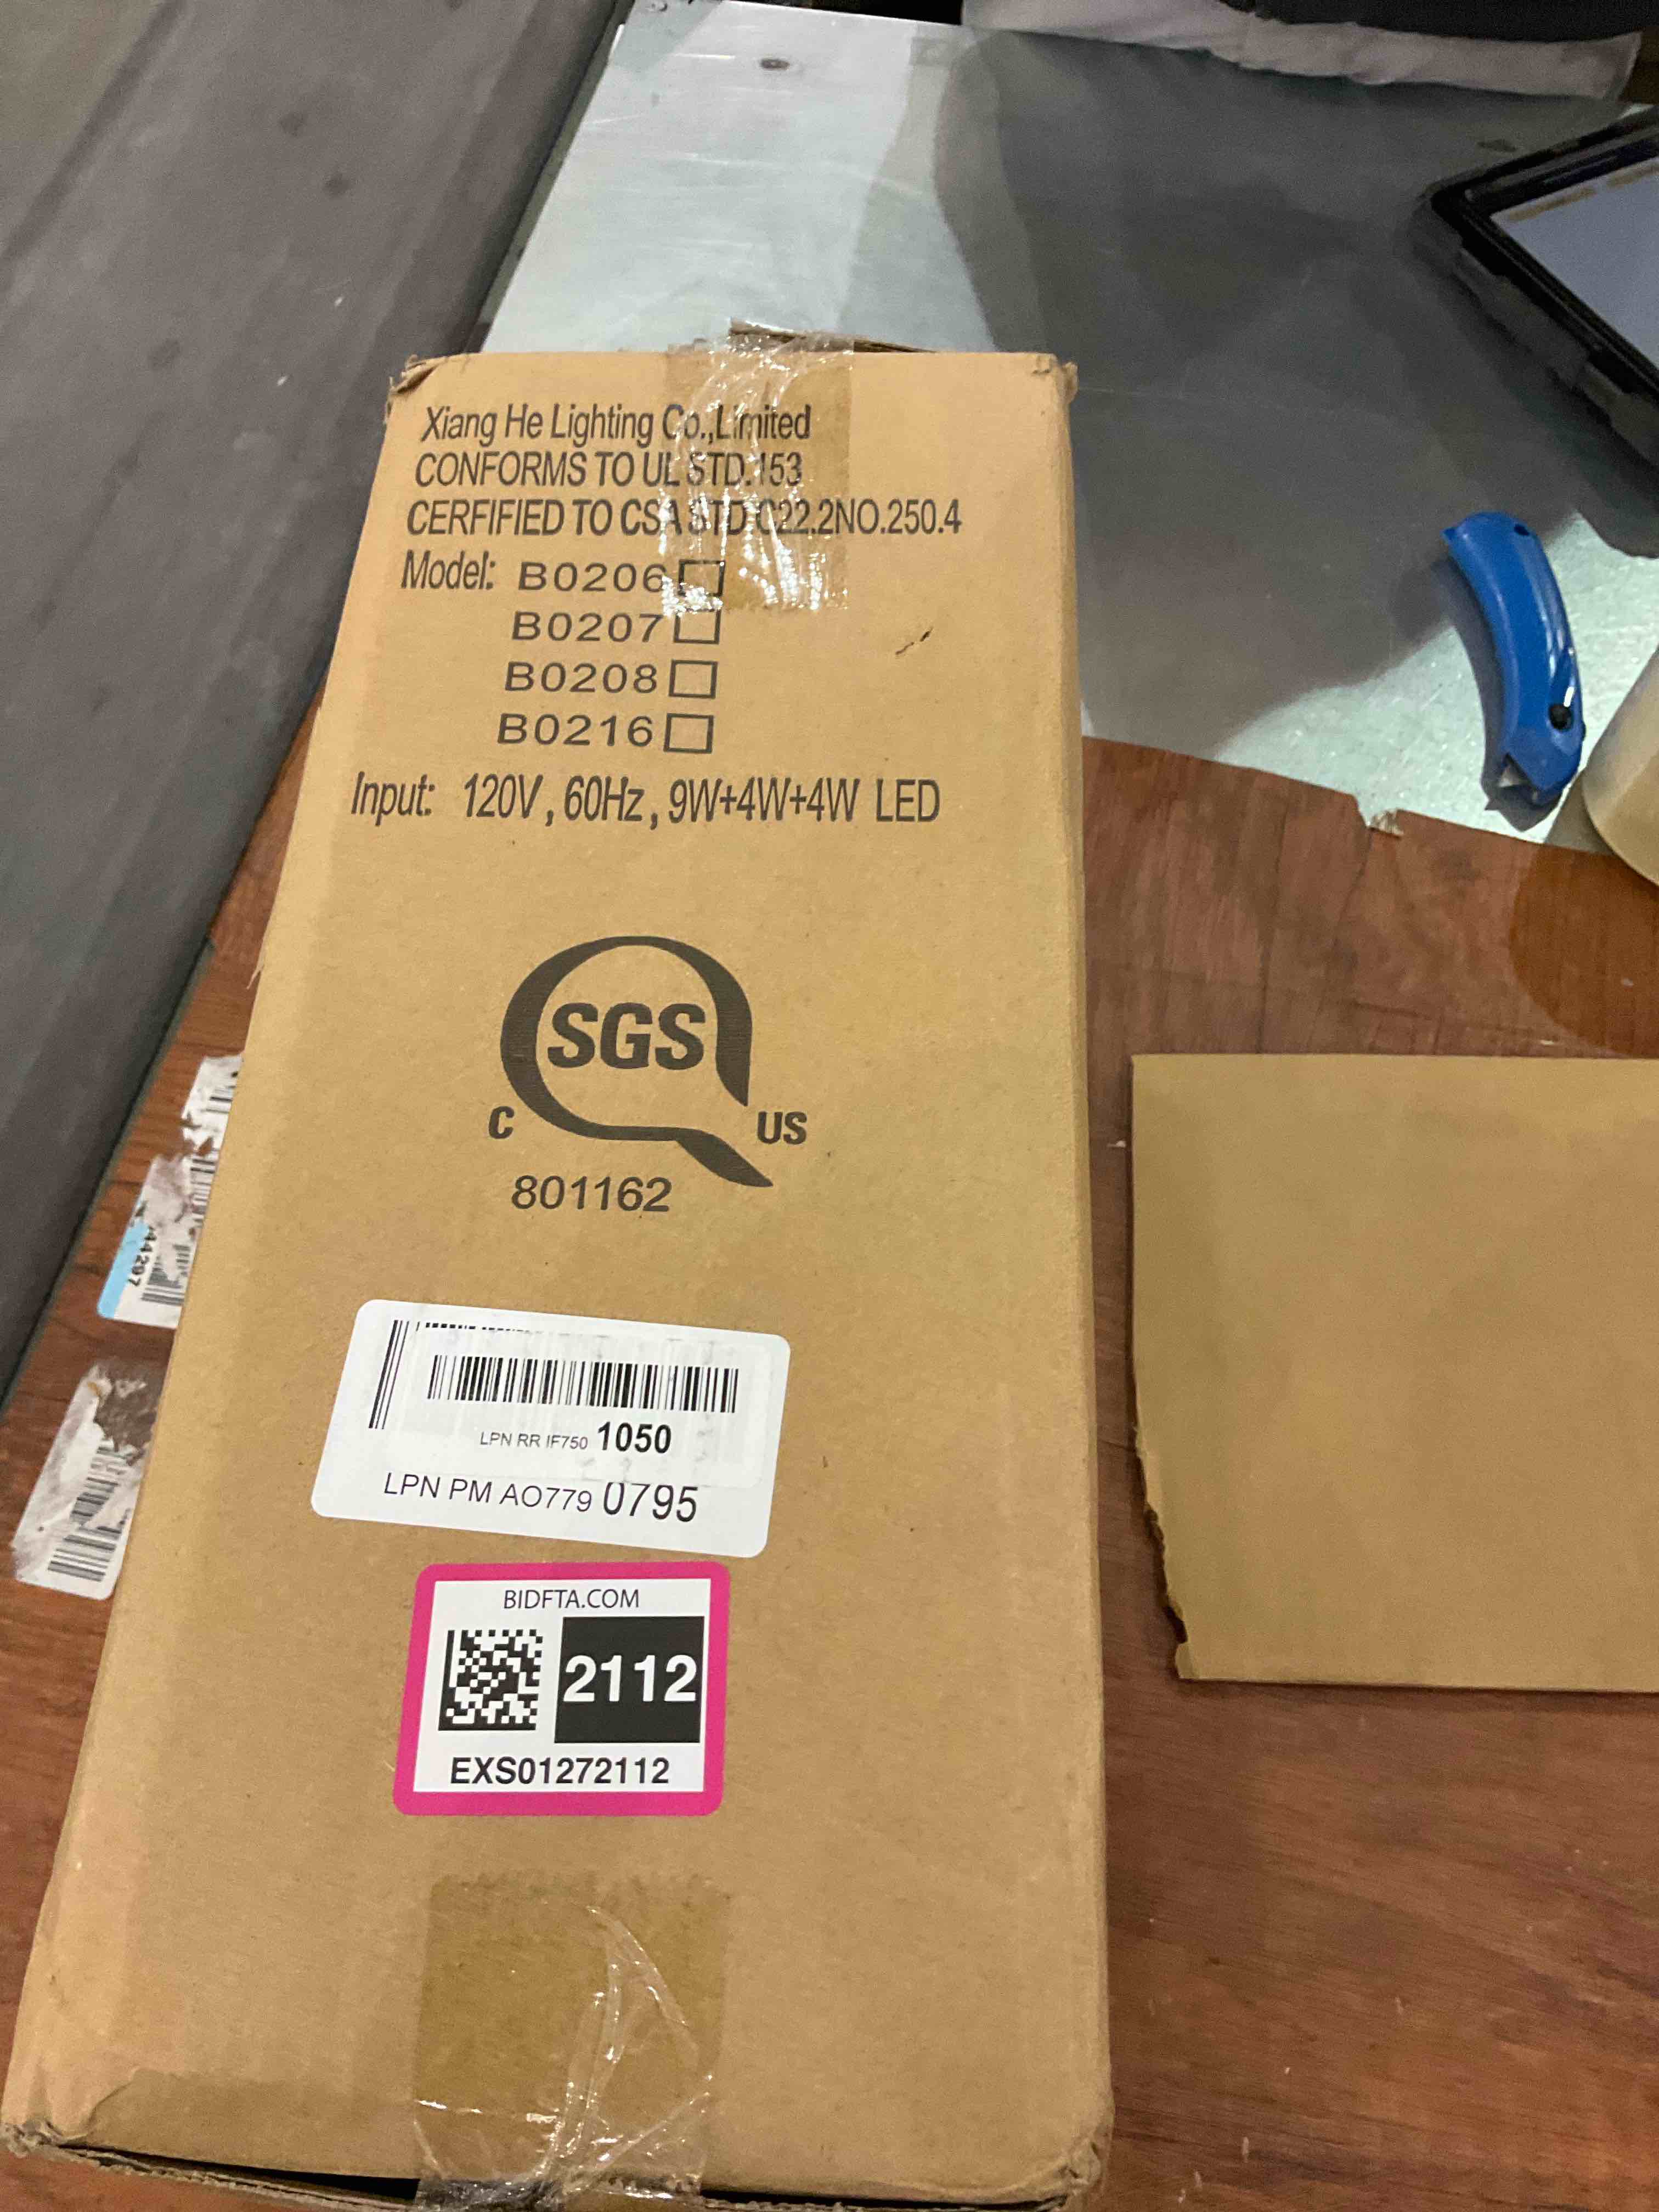 Xiang He Lighting Co.,Limited
CONFORMS TO UL STD.153
CERFIFIED TO CSA STD C22.2NO.250.4
Model: B0206
B0207
B0208
B0216
Input: 120V, 60Hz, 9W+4W+4W LED
SGS
C US
801162
44297
LPN RR IF750 1050
LPN PM AO779 0795
BIDFTA.COM
2112
EXS01272112